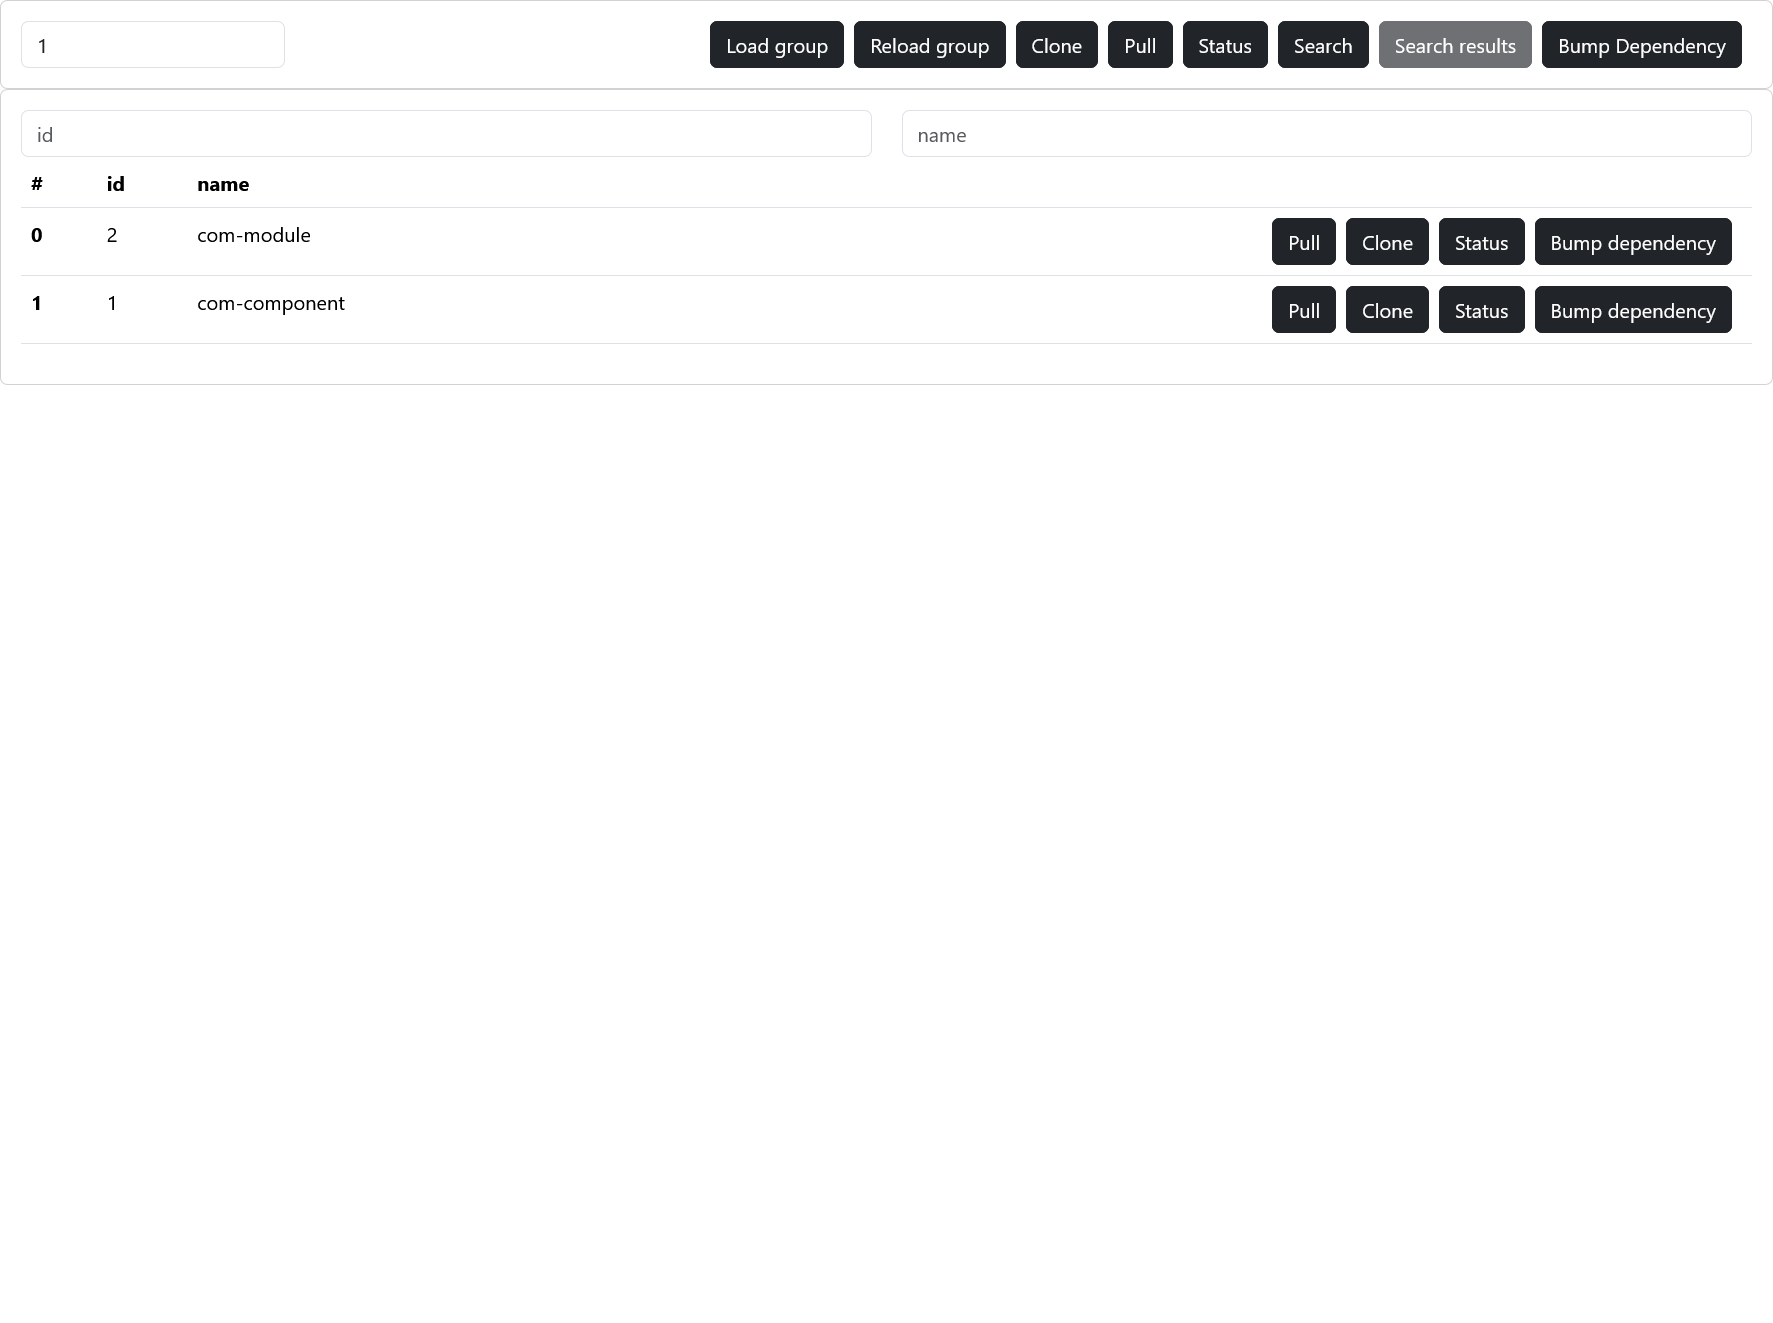 1 Load group Reload group Clone Pull Status Search Search results Bump Dependency
id name
# id name
0 2 com-module Pull Clone Status Bump dependency
1 1 com-component Pull Clone Status Bump dependency